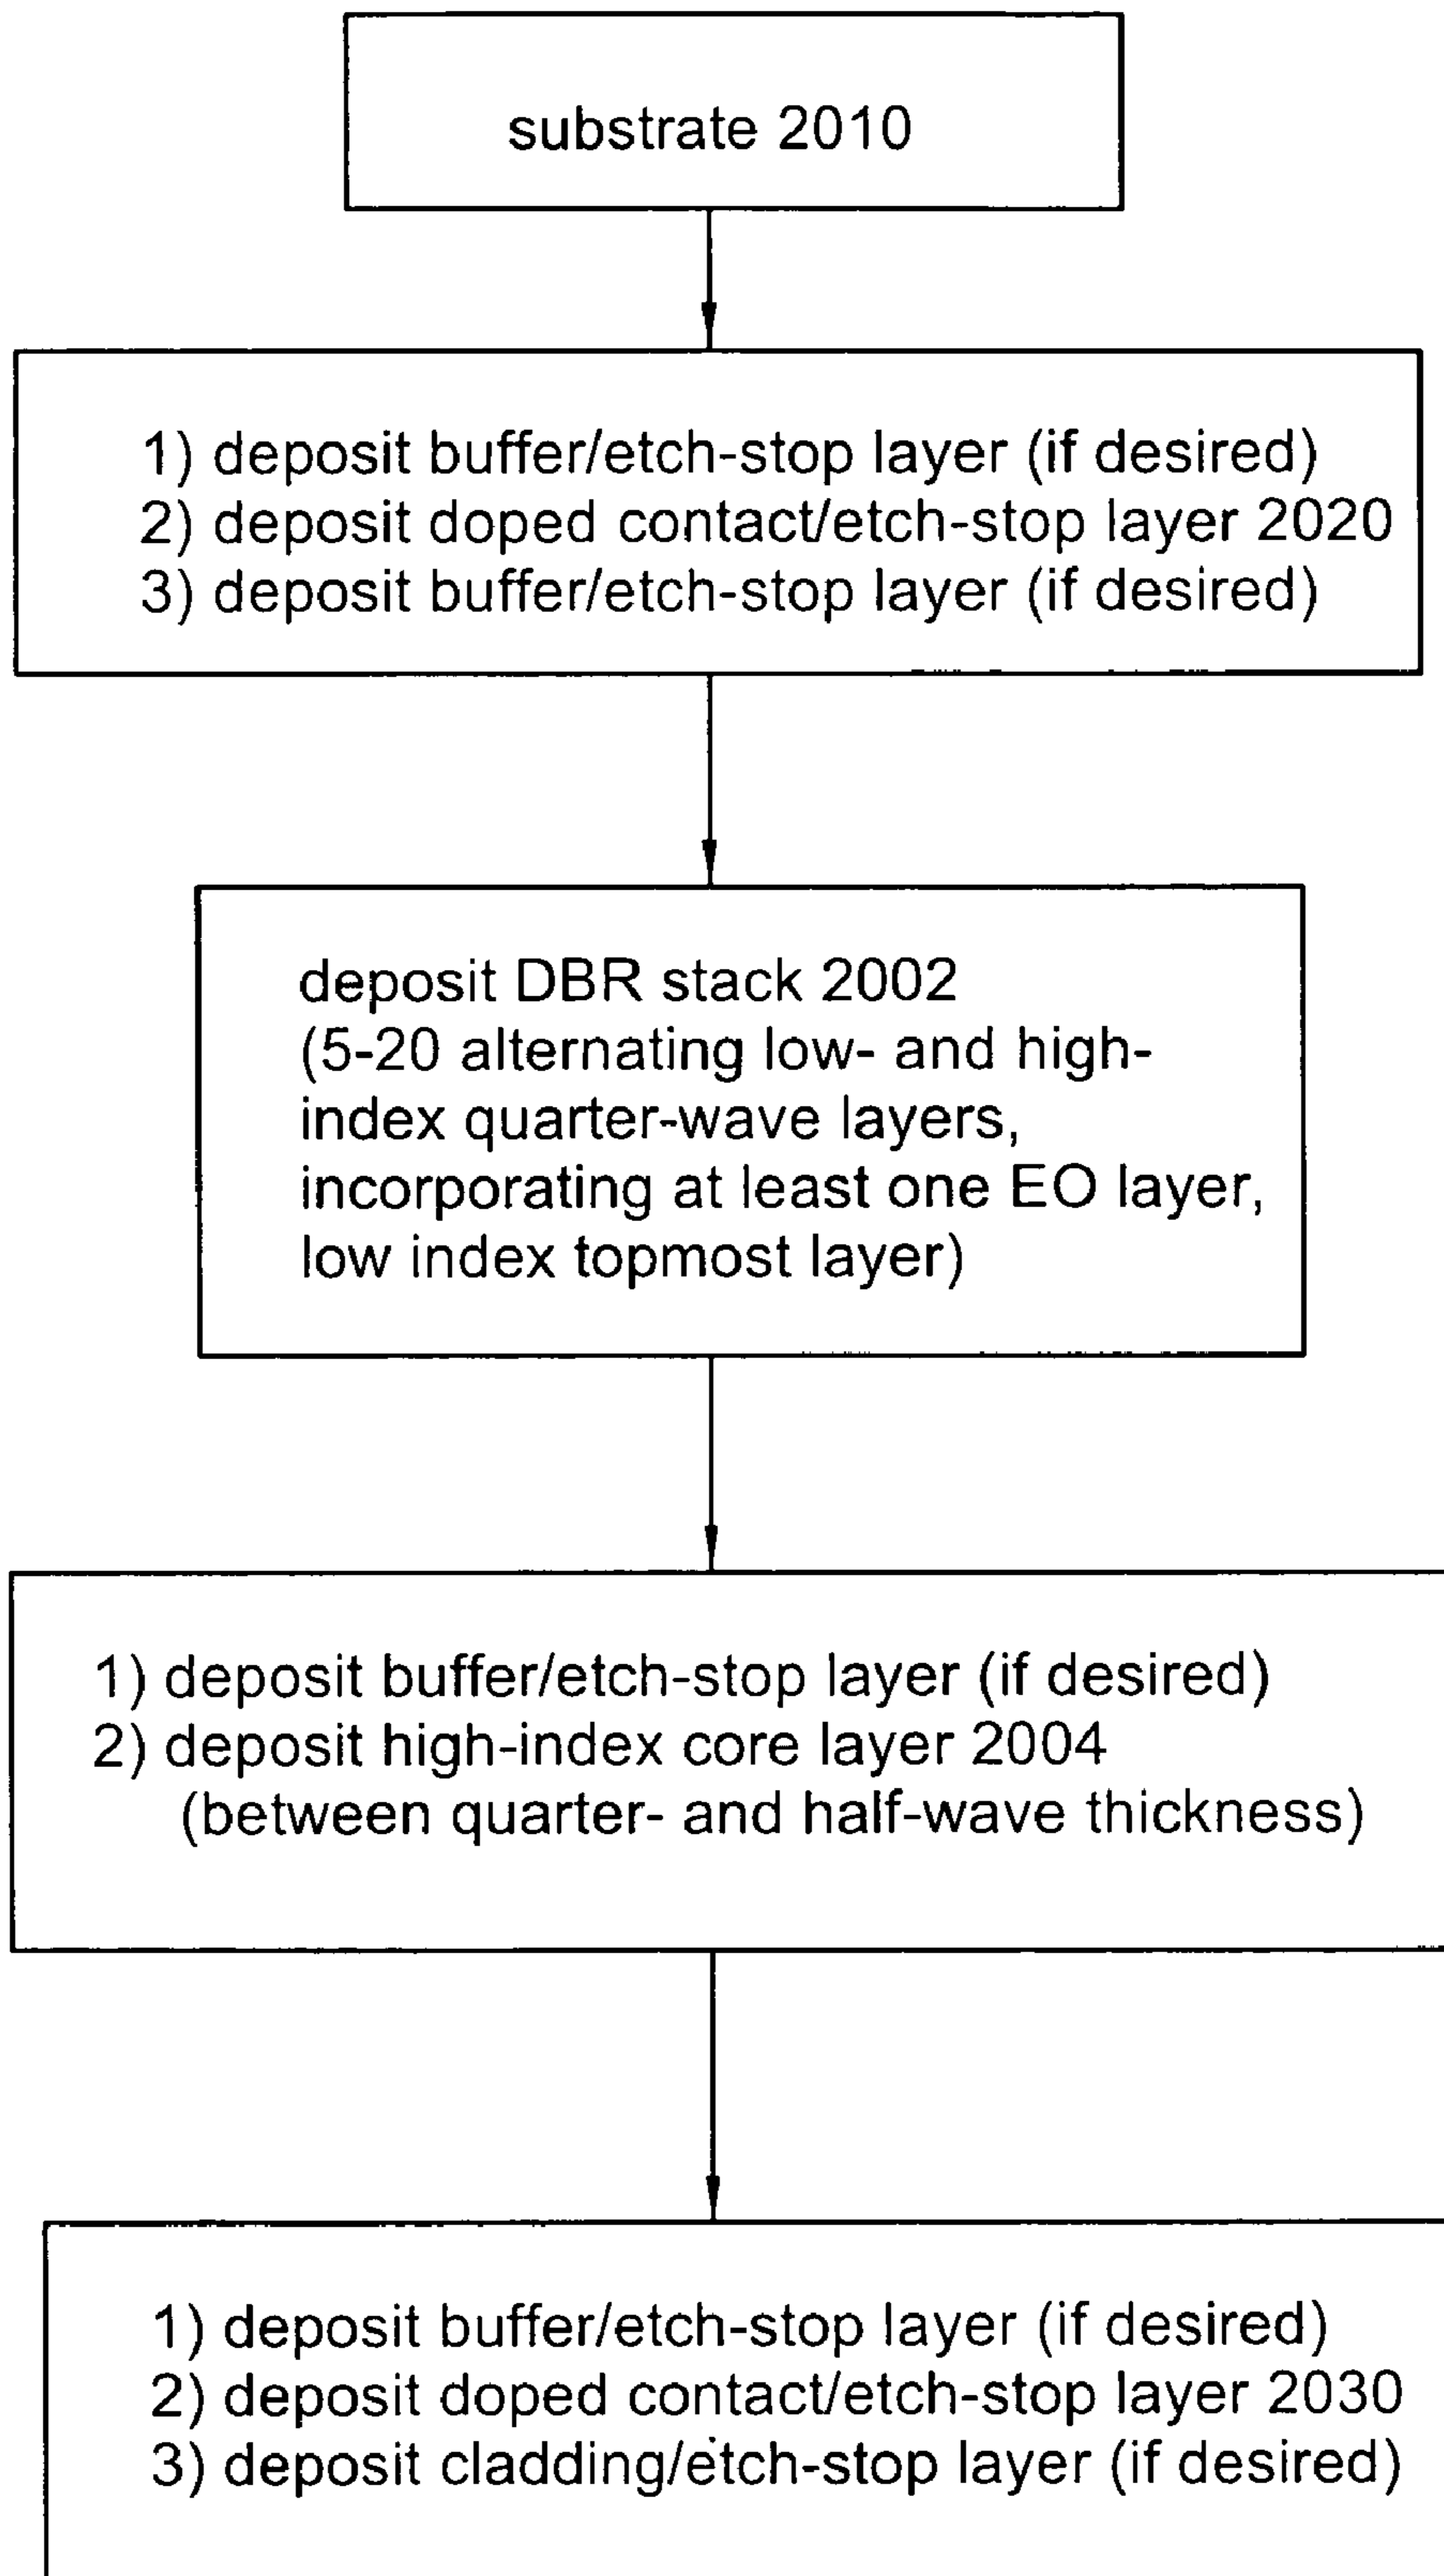 substrate 2010
1) deposit buffer/etch-stop layer (if desired)
2) deposit doped contact/etch-stop layer 2020
3) deposit buffer/etch-stop layer (if desired)
deposit DBR stack 2002
(5-20 alternating low- and high-
index quarter-wave layers,
incorporating at least one EO layer,
low index topmost layer)
1) deposit buffer/etch-stop layer (if desired)
2) deposit high-index core layer 2004
(between quarter- and half-wave thickness)
1) deposit buffer/etch-stop layer (if desired)
2) deposit doped contact/etch-stop layer 2030
3) deposit cladding/etch-stop layer (if desired)